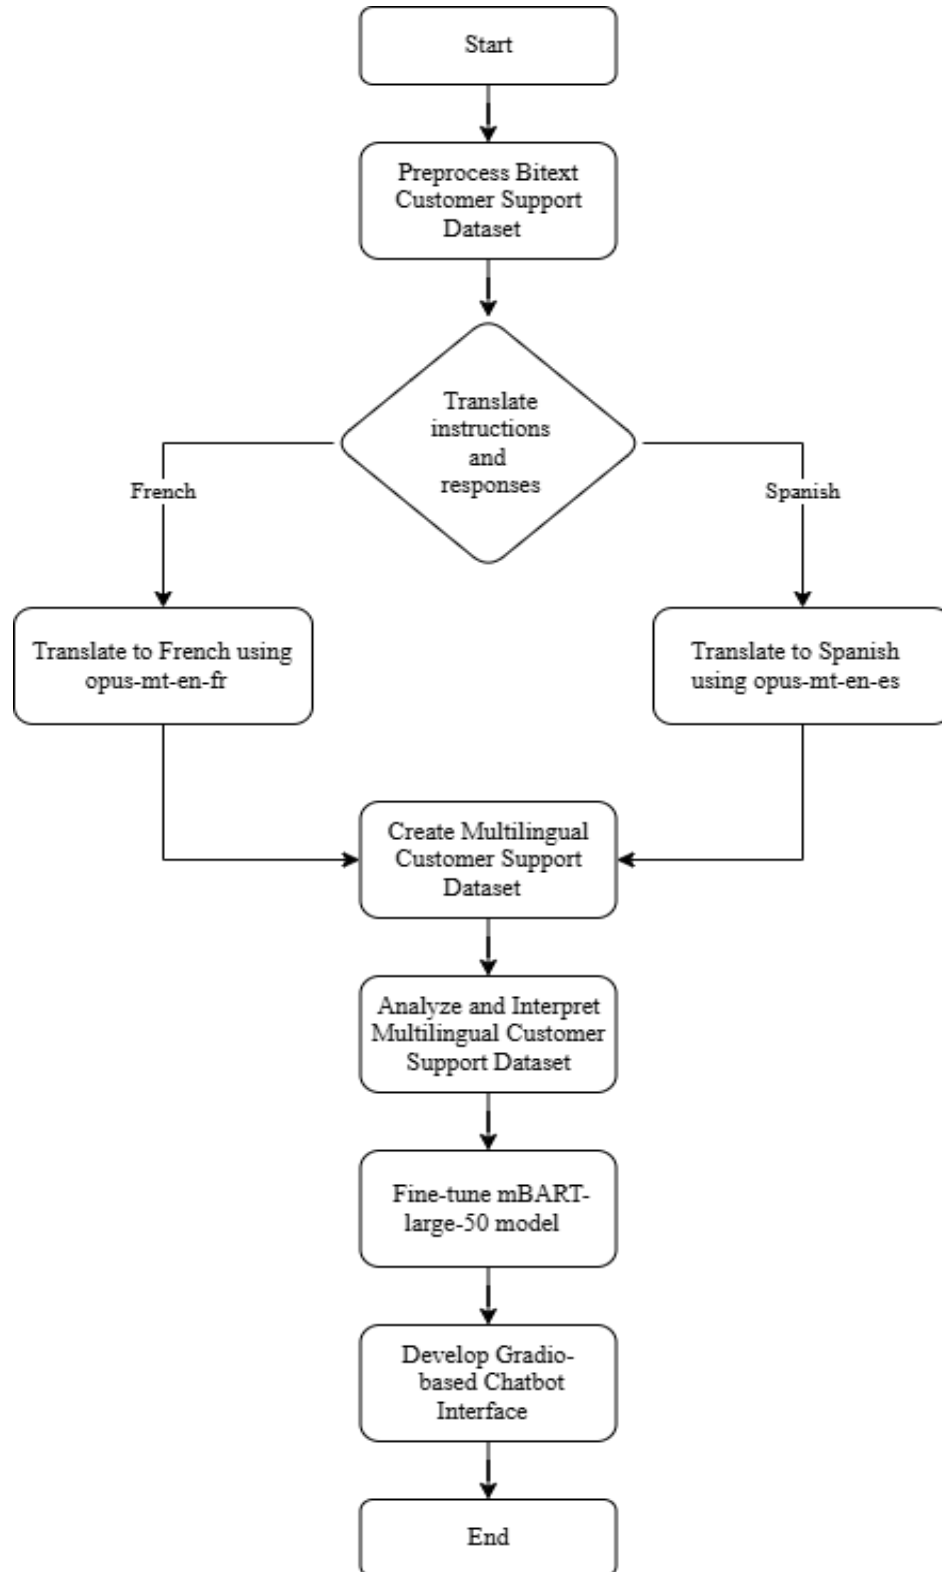 Start
Preprocess Bitext
Customer Support
Dataset
Translate
instructions
and
responses
French
Spanish
Translate to French using
opus-mt-en-fr
Translate to Spanish
using opus-mt-en-es
Create Multilingual
Customer Support
Dataset
Analyze and Interpret
Multilingual Customer
Support Dataset
Fine-tune mBART-
large-50 model
Develop Gradio-
based Chatbot
Interface
End